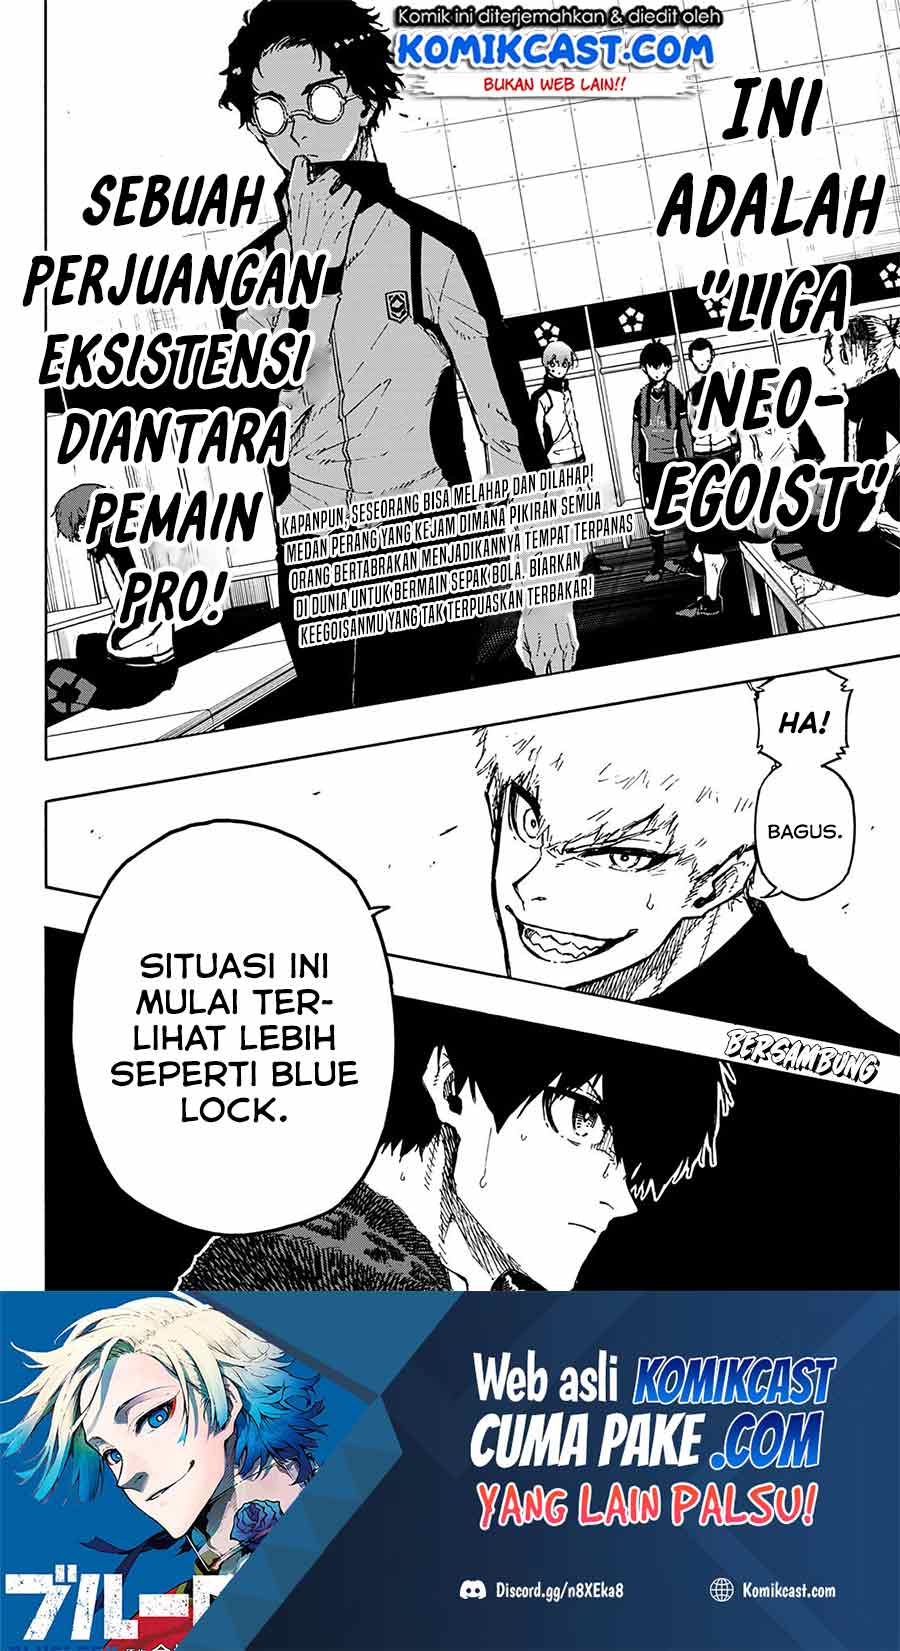 Komik ini diterjemahkan & diedit oleh
KOMIKCAST.COM
BUKAN WEB LAIN!!
INI
ADALAH
"LIGA
NEO-
EGOIST"
SEBUAH
PERJUANGAN
EKSISTENSI
DIANTARA
PEMAIN
PRO!
KAPANPUN, SESEORANG BISA MELAHAP DAN DILAHAP!
MEDAN PERANG YANG KEJAM DIMANA PIKIRAN SEMUA
ORANG BERTABRAKAN MENJADIKANNYA TEMPAT TERPANAS
DI DUNIA UNTUK BERMAIN SEPAK BOLA. BIARKAN
KEEGOISANMU YANG TAK TERPUASKAN TERBAKAR!
HA!
BAGUS.
SITUASI INI
MULAI TER-
LIHAT LEBIH
SEPERTI BLUE
LOCK.
BERSAMBUNG
Web asli KOMIKCAST
CUMA PAKE .COM
YANG LAIN PALSU!
ブルーロ
Discord.gg/n8XEka8
Komikcast.com